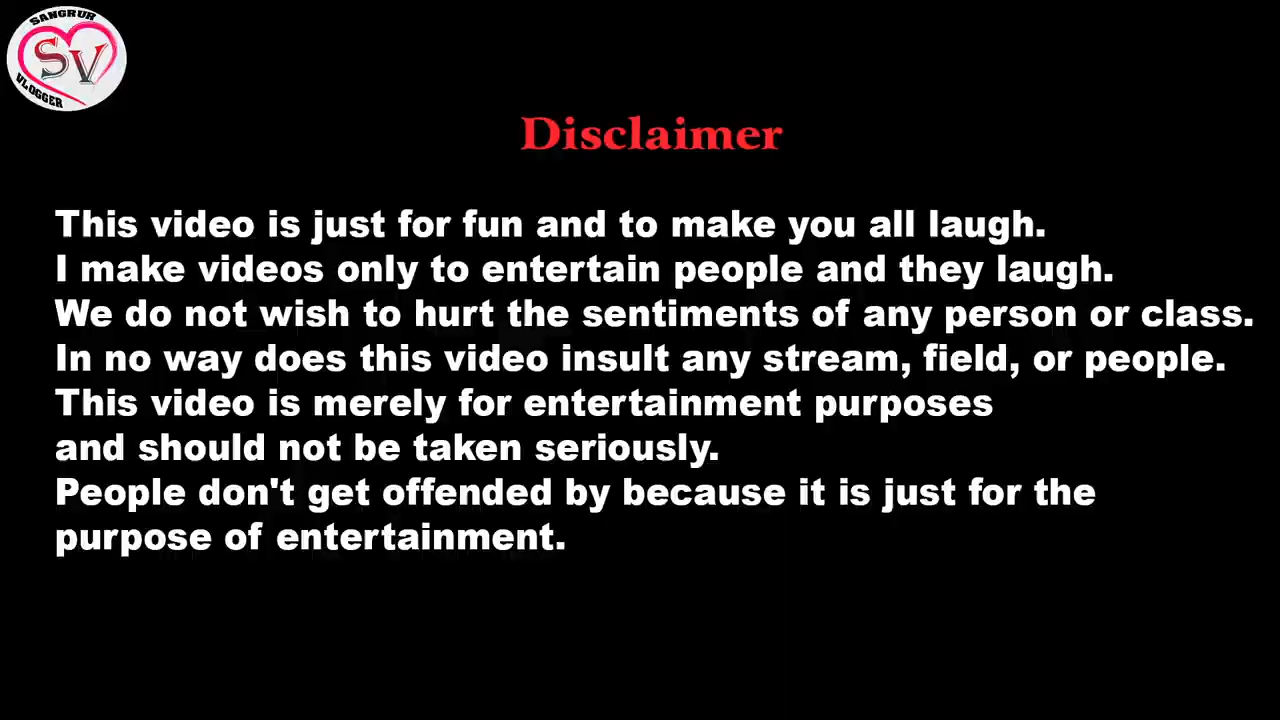 SANGRUR
SV
VLOGGER
Disclaimer
This video is just for fun and to make you all laugh.
I make videos only to entertain people and they laugh.
We do not wish to hurt the sentiments of any person or class.
In no way does this video insult any stream, field, or people.
This video is merely for entertainment purposes
and should not be taken seriously.
People don't get offended by because it is just for the
purpose of entertainment.